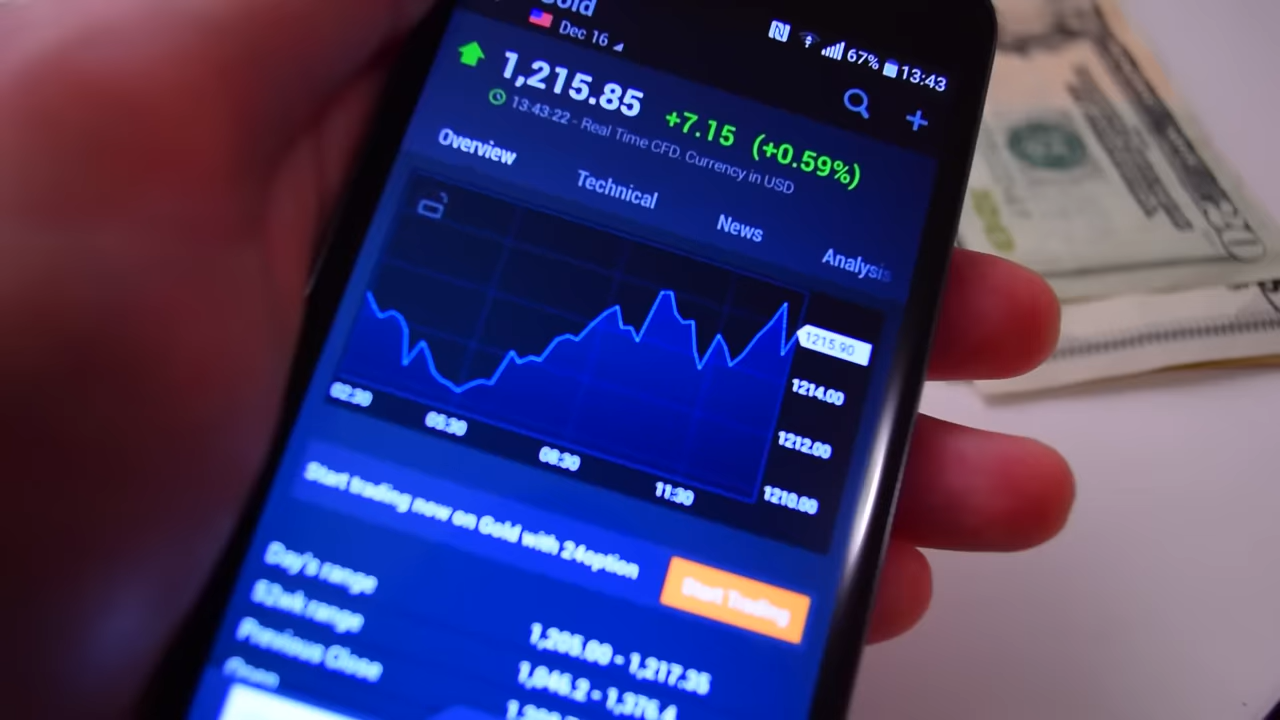 Gold
Dec 16
67% 13:43
1,215.85 +7.15 (+0.59%)
13:43:22 - Real Time CFD. Currency in USD
Overview Technical News Analysis
1215.90
1214.00
1212.00
1210.00
02:30 05:30 08:30 11:30
Start trading now on Gold with 24option
Start Trading
Day's range 1,205.00 - 1,217.35
52wk range 1,046.2 - 1,376.4
Previous Close
Open